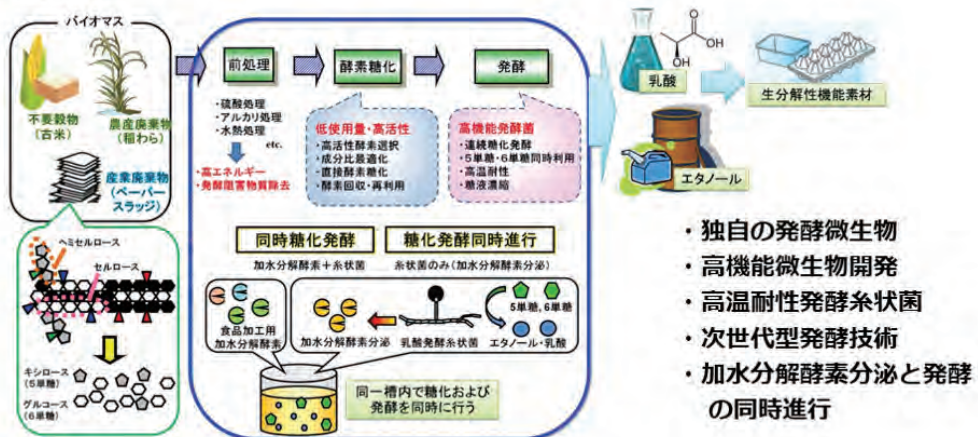 バイオマス
不要穀物
(古米)
農産廃棄物
(稲わら)
産業廃棄物
(ペーパー
スラッジ)
ヘミセルロース
セルロース
キシロース
(5単糖)
グルコース
(6単糖)
前処理
酵素糖化
発酵
・硫酸処理
・アルカリ処理
・水熱処理
etc.
・高エネルギー
・発酵阻害物質除去
低使用量・高活性
・高活性酵素選択
・成分比最適化
・直接酵素糖化
・酵素回収・再利用
高機能発酵菌
・連続糖化発酵
・5単糖・6単糖同時利用
・高温耐性
・糖液濃縮
同時糖化発酵
加水分解酵素+糸状菌
糖化発酵同時進行
糸状菌のみ(加水分解酵素分泌)
食品加工用
加水分解酵素
加水分解酵素分泌
乳酸発酵糸状菌
5単糖, 6単糖
エタノール・乳酸
同一槽内で糖化および
発酵を同時に行う
O
OH
OH
乳酸
生分解性機能素材
エタノール
・独自の発酵微生物
・高機能微生物開発
・高温耐性発酵糸状菌
・次世代型発酵技術
・加水分解酵素分泌と発酵
の同時進行